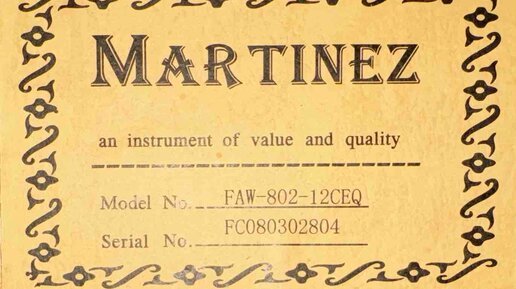 MARTINEZ
an instrument of value and quality
Model No. FAW-802-12CEQ
Serial No. FC080302804